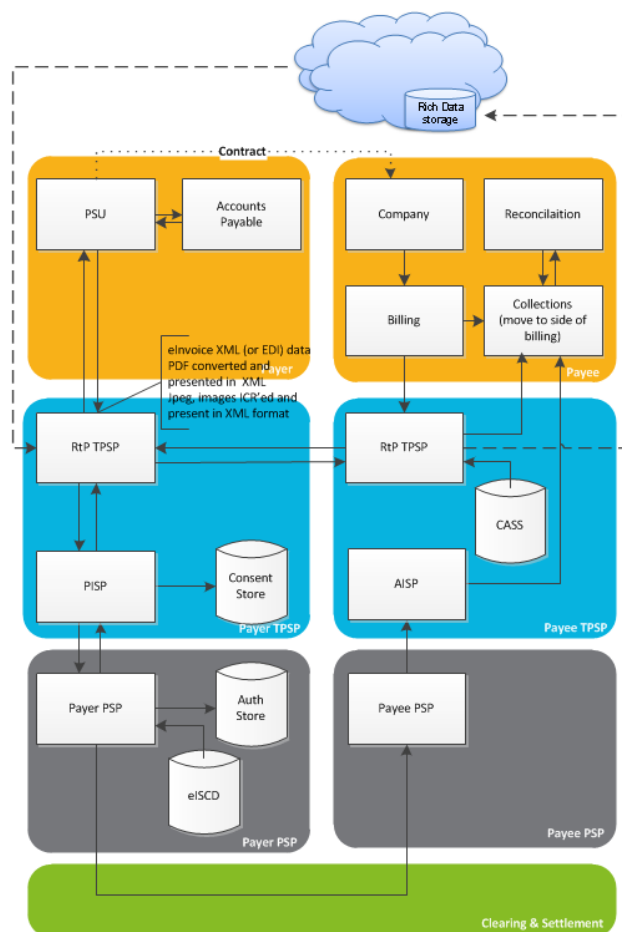 Rich Data
storage
Contract
PSU
Accounts
Payable
Company
Reconcilaition
Billing
Collections
(move to side of
billing)
eInvoice XML (or EDI) data
PDF converted and
presented in XML
Jpeg, images ICR'ed and
present in XML format
Payer
Payee
RtP TPSP
RtP TPSP
CASS
PISP
Consent
Store
AISP
Payer TPSP
Payee TPSP
Payer PSP
Auth
Store
Payee PSP
eISCD
Payer PSP
Payee PSP
Clearing & Settlement